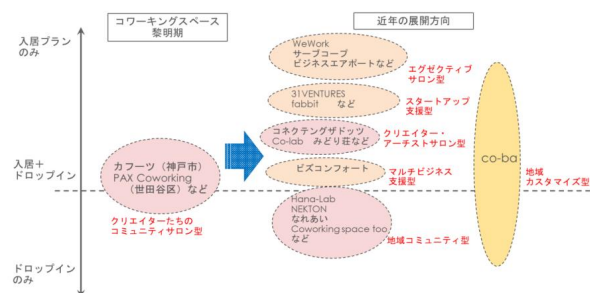 コワーキングスペース
黎明期
近年の展開方向
入居プラン
のみ
入居＋
ドロップイン
ドロップイン
のみ
カフーツ（神戸市）
PAX Coworking
（世田谷区）など
クリエイターたちの
コミュニティサロン型
WeWork
サーブコープ
ビジネスエアポートなど
エグゼクティブ
サロン型
31VENTURES
fabbit　など
スタートアップ
支援型
コネクテングザドッツ
Co-lab　みどり荘など
クリエイター・
アーチストサロン型
ビズコンフォート
マルチビジネス
支援型
Hana-Lab
NEKTON
なれあい
Coworking space too
など
地域コミュニティ型
co-ba
地域
カスタマイズ型